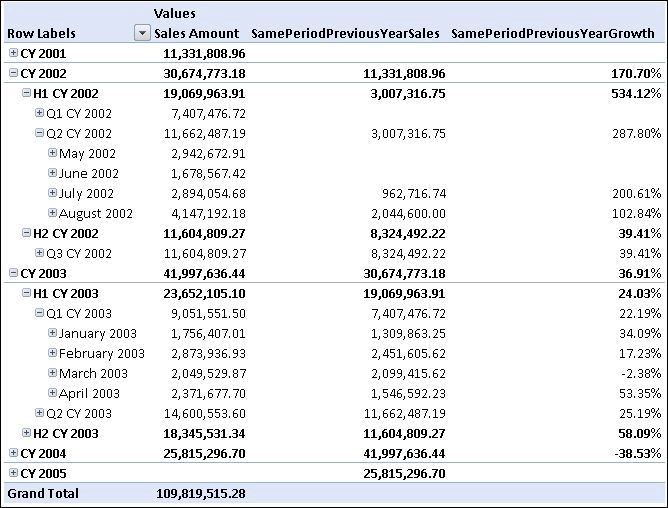 Values
Row Labels Sales Amount SamePeriodPreviousYearSales SamePeriodPreviousYearGrowth
CY 2001 11,331,808.96
CY 2002 30,674,773.18 11,331,808.96 170.70%
H1 CY 2002 19,069,963.91 3,007,316.75 534.12%
Q1 CY 2002 7,407,476.72
Q2 CY 2002 11,662,487.19 3,007,316.75 287.80%
May 2002 2,942,672.91
June 2002 1,678,567.42
July 2002 2,894,054.68 962,716.74 200.61%
August 2002 4,147,192.18 2,044,600.00 102.84%
H2 CY 2002 11,604,809.27 8,324,492.22 39.41%
Q3 CY 2002 11,604,809.27 8,324,492.22 39.41%
CY 2003 41,997,636.44 30,674,773.18 36.91%
H1 CY 2003 23,652,105.10 19,069,963.91 24.03%
Q1 CY 2003 9,051,551.50 7,407,476.72 22.19%
January 2003 1,756,407.01 1,309,863.25 34.09%
February 2003 2,873,936.93 2,451,605.62 17.23%
March 2003 2,049,529.87 2,099,415.62 -2.38%
April 2003 2,371,677.70 1,546,592.23 53.35%
Q2 CY 2003 14,600,553.60 11,662,487.19 25.19%
H2 CY 2003 18,345,531.34 11,604,809.27 58.09%
CY 2004 25,815,296.70 41,997,636.44 -38.53%
CY 2005 25,815,296.70
Grand Total 109,819,515.28